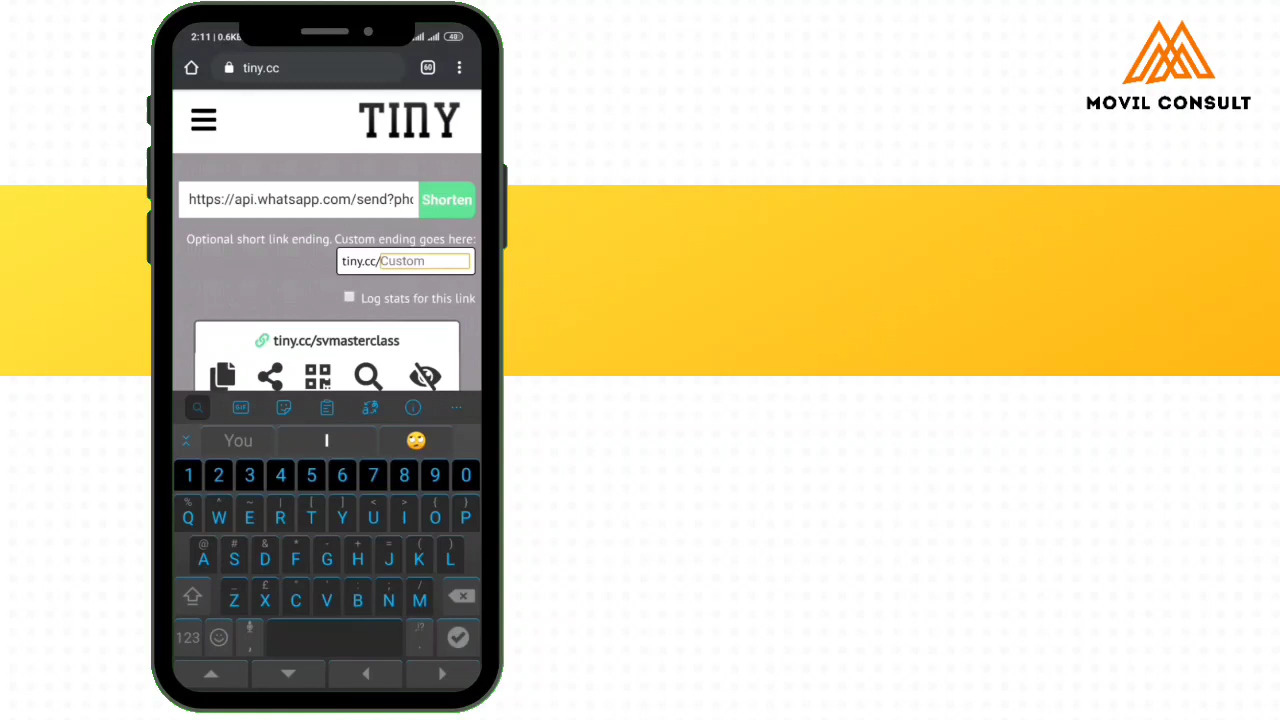 2:11 | 0.6KB
40
MOVIL CONSULT
tiny.cc
60
TINY
https://api.whatsapp.com/send?pho
Shorten
Optional short link ending. Custom ending goes here:
tiny.cc/Custom
Log stats for this link
tiny.cc/svmasterclass
GIF
You
I
1 2 3 4 5 6 7 8 9 0
% ^ ~ | [ ] < > { }
Q W E R T Y U I O P
@ # & * - + = ( )
A S D F G H J K L
_ £ " ' : ; /
Z X C V B N M
123
,
,!?
.